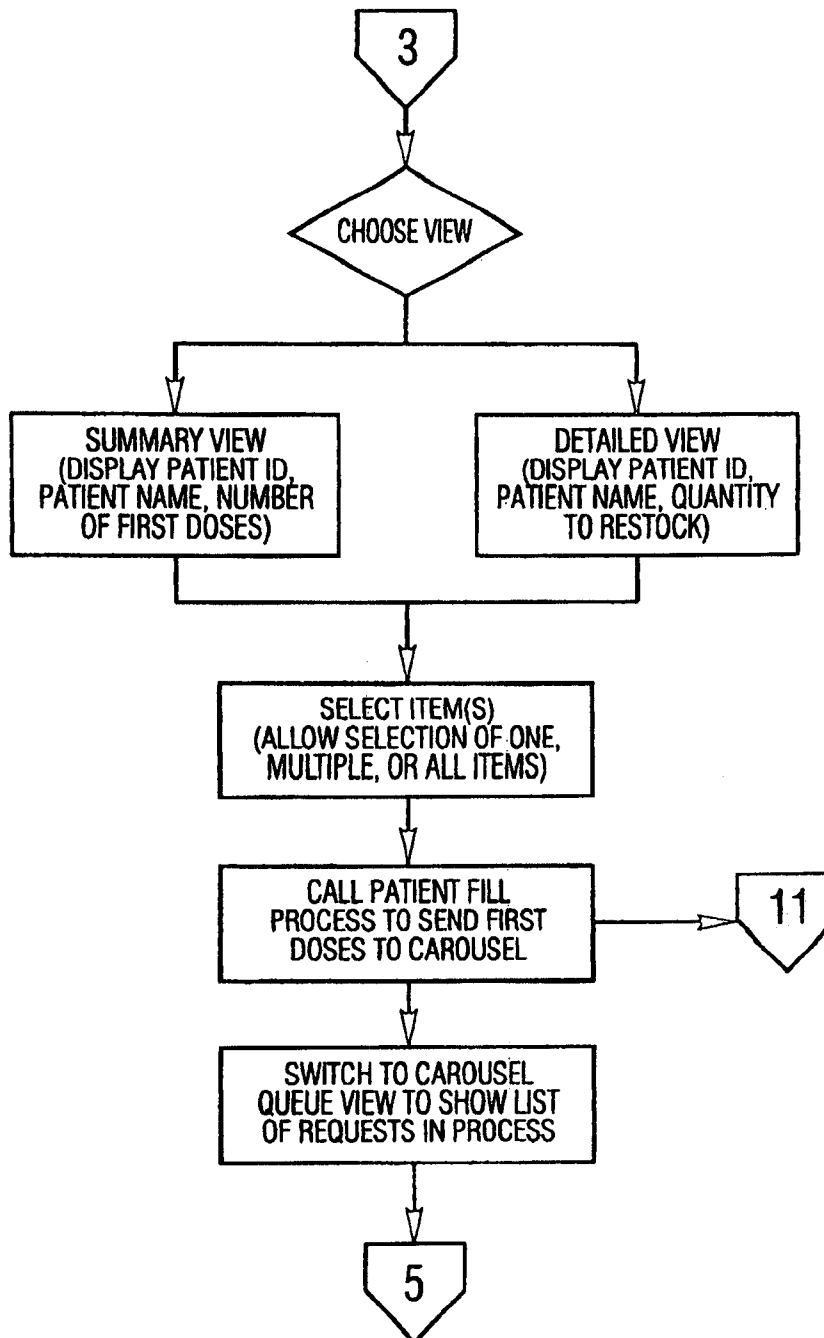 3
CHOOSE VIEW
SUMMARY VIEW
(DISPLAY PATIENT ID,
PATIENT NAME, NUMBER
OF FIRST DOSES)
DETAILED VIEW
(DISPLAY PATIENT ID,
PATIENT NAME, QUANTITY
TO RESTOCK)
SELECT ITEM(S)
(ALLOW SELECTION OF ONE,
MULTIPLE, OR ALL ITEMS)
CALL PATIENT FILL
PROCESS TO SEND FIRST
DOSES TO CAROUSEL
11
SWITCH TO CAROUSEL
QUEUE VIEW TO SHOW LIST
OF REQUESTS IN PROCESS
5